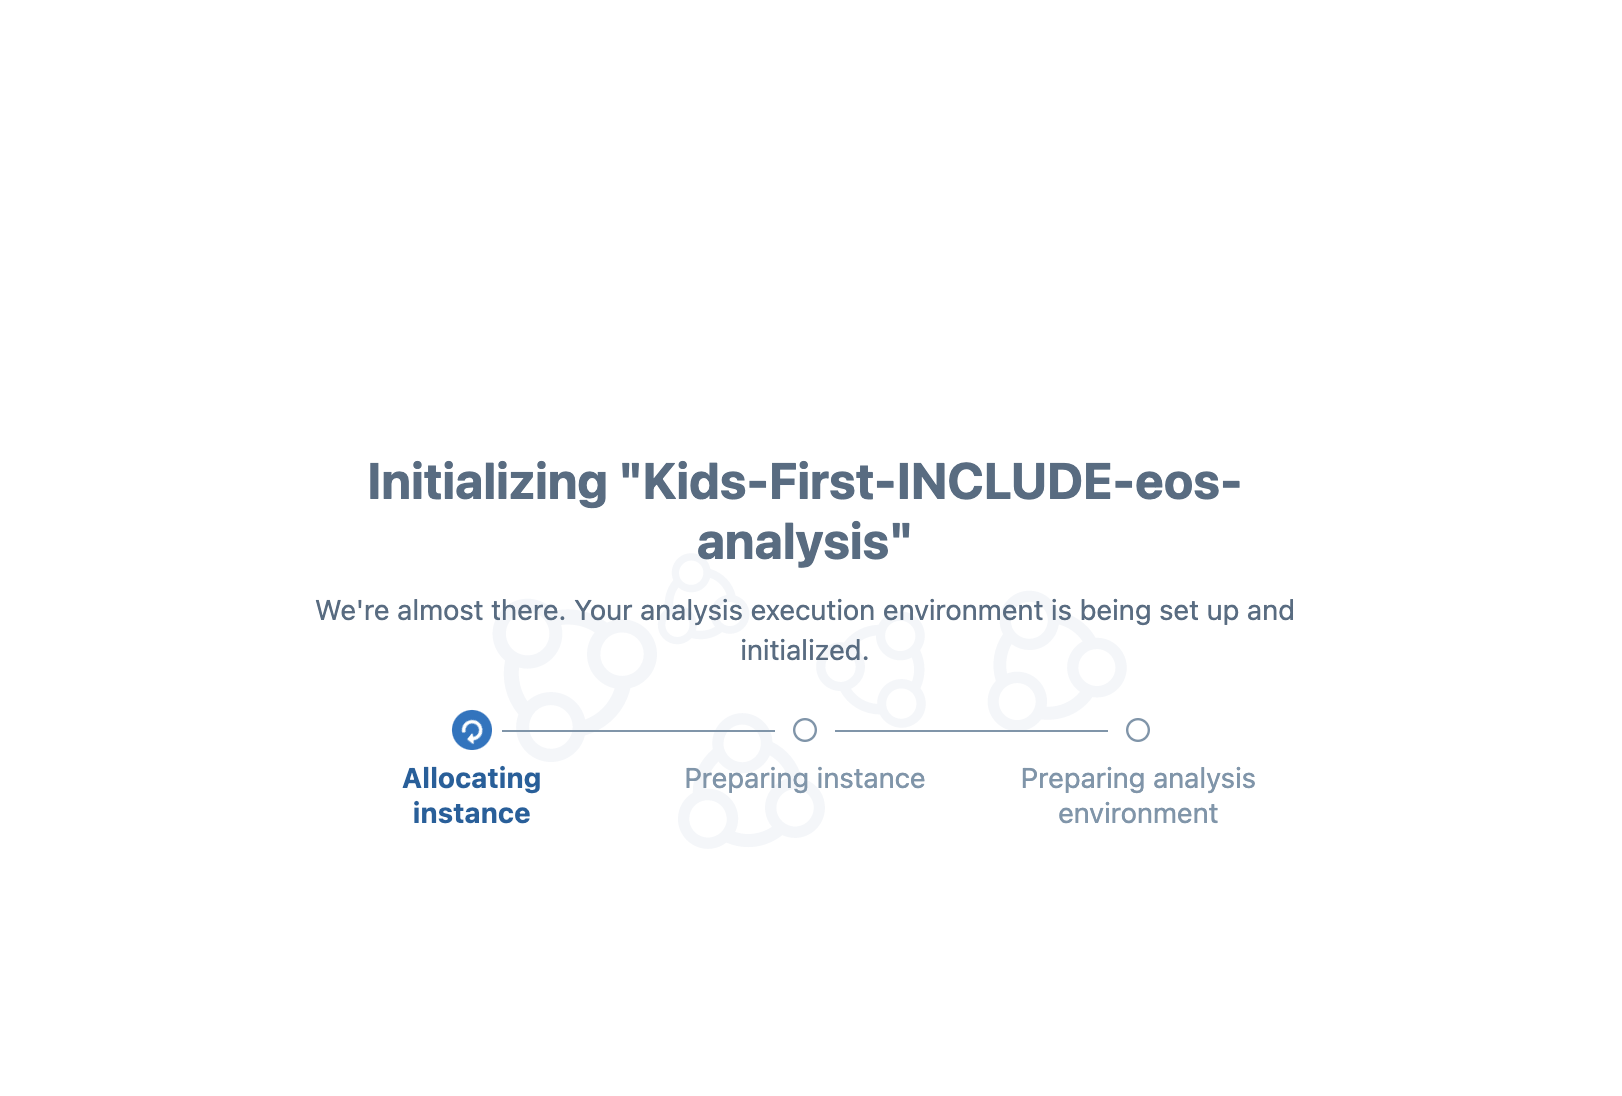 Initializing "Kids-First-INCLUDE-eos-
analysis"
We're almost there. Your analysis execution environment is being set up and
initialized.
Allocating
instance
Preparing instance
Preparing analysis
environment